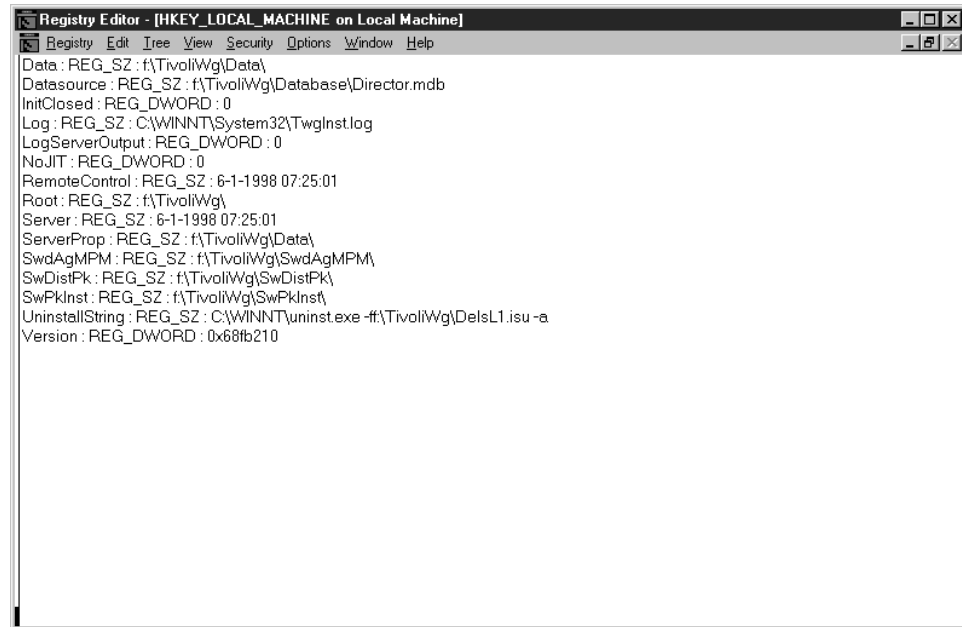 Registry Editor - [HKEY_LOCAL_MACHINE on Local Machine]
Registry Edit Tree View Security Options Window Help
Data : REG_SZ : f:\TivoliWg\Data\
Datasource : REG_SZ : f:\TivoliWg\Database\Director.mdb
InitClosed : REG_DWORD : 0
Log : REG_SZ : C:\WINNT\System32\TwgInst.log
LogServerOutput : REG_DWORD : 0
NoJIT : REG_DWORD : 0
RemoteControl : REG_SZ : 6-1-1998 07:25:01
Root : REG_SZ : f:\TivoliWg\
Server : REG_SZ : 6-1-1998 07:25:01
ServerProp : REG_SZ : f:\TivoliWg\Data\
SwdAgMPM : REG_SZ : f:\TivoliWg\SwdAgMPM\
SwDistPk : REG_SZ : f:\TivoliWg\SwDistPk\
SwPkInst : REG_SZ : f:\TivoliWg\SwPkInst\
UninstallString : REG_SZ : C:\WINNT\uninst.exe -ff:\TivoliWg\DelsL1.isu -a
Version : REG_DWORD : 0x68fb210